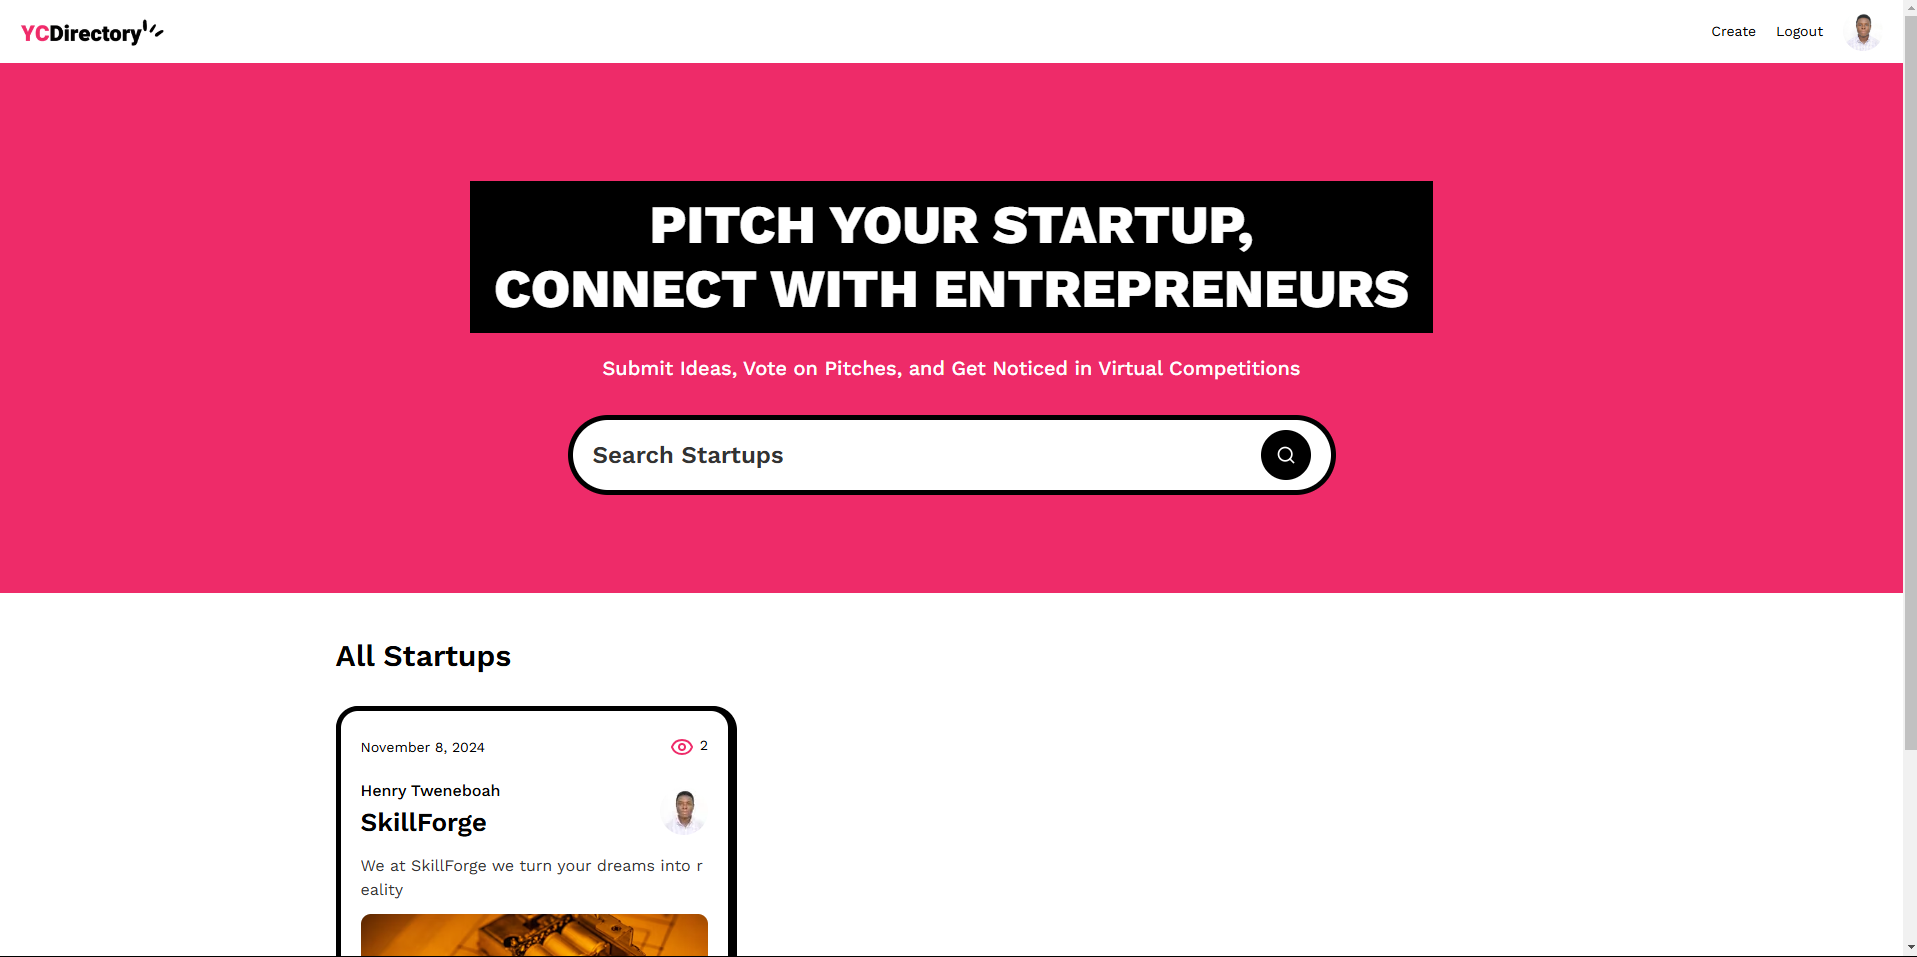 YCDirectory
Create Logout
PITCH YOUR STARTUP,
CONNECT WITH ENTREPRENEURS
Submit Ideas, Vote on Pitches, and Get Noticed in Virtual Competitions
Search Startups
All Startups
November 8, 2024 2
Henry Tweneboah
SkillForge
We at SkillForge we turn your dreams into r
eality